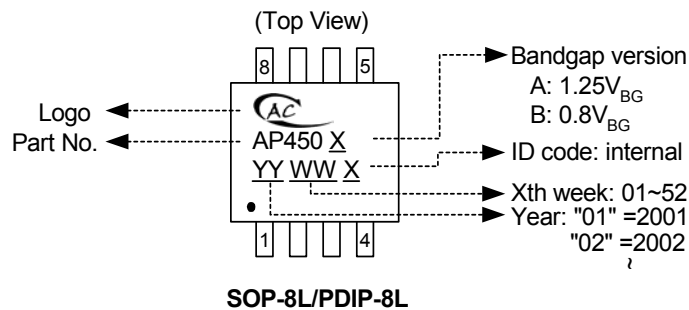 (Top View)
8 5
Bandgap version
A: 1.25VBG
B: 0.8VBG
Logo
AC
Part No.
AP450 X
ID code: internal
YY WW X
Xth week: 01~52
Year: "01" =2001
"02" =2002
~
1 4
SOP-8L/PDIP-8L